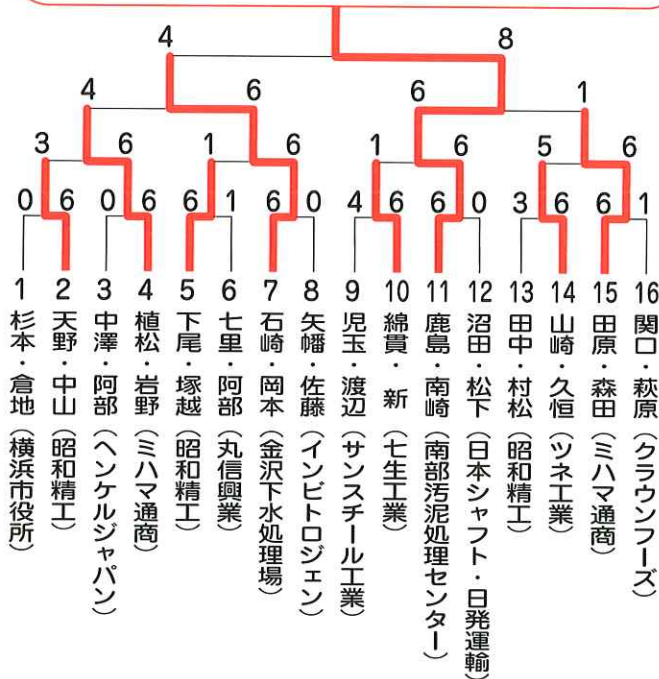 4 8
4 6 6 1
3 6 1 6 1 6 5 6
0 6 0 6 6 1 6 0 4 6 6 0 3 6 6 1
1 杉本・倉地（横浜市役所）
2 天野・中山（昭和精工）
3 中澤・阿部（ヘンケルジャパン）
4 植松・岩野（ミハマ通商）
5 下尾・塚越（昭和精工）
6 七里・阿部（丸信興業）
7 石崎・岡本（金沢下水処理場）
8 矢幡・佐藤（インビトロジェン）
9 児玉・渡辺（サンスチール工業）
10 綿貫・新（七生工業）
11 鹿島・南崎（南部汚泥処理センター）
12 沼田・松下（日本シャフト・日発運輸）
13 田中・村松（昭和精工）
14 山崎・久恒（ツネ工業）
15 田原・森田（ミハマ通商）
16 関口・萩原（クラウンフーズ）